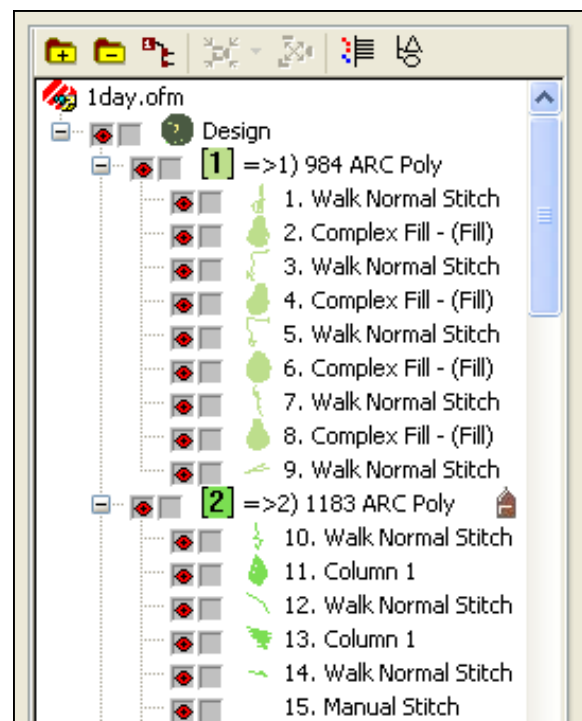 1day.ofm
Design
[1] =>1) 984 ARC Poly
1. Walk Normal Stitch
2. Complex Fill - (Fill)
3. Walk Normal Stitch
4. Complex Fill - (Fill)
5. Walk Normal Stitch
6. Complex Fill - (Fill)
7. Walk Normal Stitch
8. Complex Fill - (Fill)
9. Walk Normal Stitch
[2] =>2) 1183 ARC Poly
10. Walk Normal Stitch
11. Column 1
12. Walk Normal Stitch
13. Column 1
14. Walk Normal Stitch
15. Manual Stitch